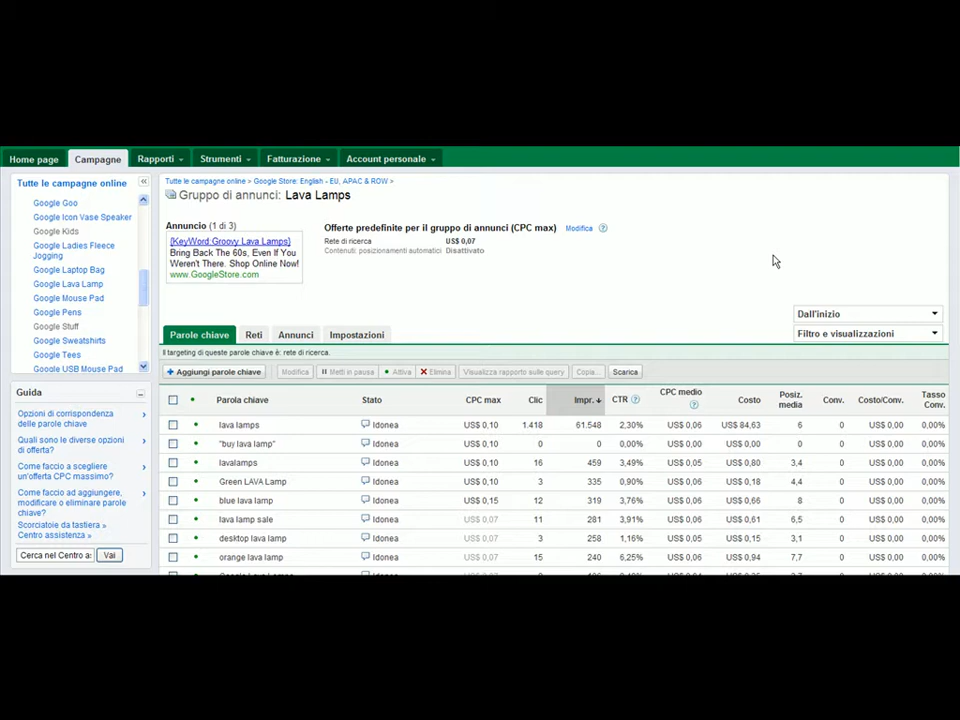 Home page Campagne Rapporti Strumenti Fatturazione Account personale
Tutte le campagne online
Google Goo
Google Icon Vase Speaker
Google Kids
Google Ladies Fleece
Jogging
Google Laptop Bag
Google Lava Lamp
Google Mouse Pad
Google Pens
Google Stuff
Google Sweatshirts
Google Tees
Google USB Mouse Pad
Guida
Opzioni di corrispondenza
delle parole chiave
Quali sono le diverse opzioni
di offerta?
Come faccio a scegliere
un'offerta CPC massimo?
Come faccio ad aggiungere,
modificare o eliminare parole
chiave?
Scorciatoie da tastiera »
Centro assistenza »
Cerca nel Centro a: Vai
Tutte le campagne online > Google Store: English - EU, APAC & ROW >
Gruppo di annunci: Lava Lamps
Annuncio (1 di 3)
{KeyWord:Groovy Lava Lamps}
Bring Back The 60s, Even If You
Weren't There. Shop Online Now!
www.GoogleStore.com
Offerte predefinite per il gruppo di annunci (CPC max) Modifica
Rete di ricerca US$ 0,07
Contenuti: posizionamenti automatici Disattivato
Dall'inizio
Filtro e visualizzazioni
Parole chiave Reti Annunci Impostazioni
Il targeting di queste parole chiave è: rete di ricerca.
Aggiungi parole chiave Modifica Metti in pausa Attiva Elimina Visualizza rapporto sulle query Copia... Scarica
Parola chiave Stato CPC max Clic Impr. CTR CPC medio Costo Posiz. media Conv. Costo/Conv. Tasso Conv.
lava lamps Idonea US$ 0,10 1.418 61.548 2,30% US$ 0,06 US$ 84,63 6 0 US$ 0,00 0,00%
"buy lava lamp" Idonea US$ 0,10 0 0 0,00% US$ 0,00 US$ 0,00 0 0 US$ 0,00 0,00%
lavalamps Idonea US$ 0,10 16 459 3,49% US$ 0,05 US$ 0,80 3,4 0 US$ 0,00 0,00%
Green LAVA Lamp Idonea US$ 0,10 3 335 0,90% US$ 0,06 US$ 0,18 4,4 0 US$ 0,00 0,00%
blue lava lamp Idonea US$ 0,15 12 319 3,76% US$ 0,06 US$ 0,66 8 0 US$ 0,00 0,00%
lava lamp sale Idonea US$ 0,07 11 281 3,91% US$ 0,06 US$ 0,61 6,5 0 US$ 0,00 0,00%
desktop lava lamp Idonea US$ 0,07 3 258 1,16% US$ 0,05 US$ 0,15 3,1 0 US$ 0,00 0,00%
orange lava lamp Idonea US$ 0,07 15 240 6,25% US$ 0,06 US$ 0,94 7,7 0 US$ 0,00 0,00%